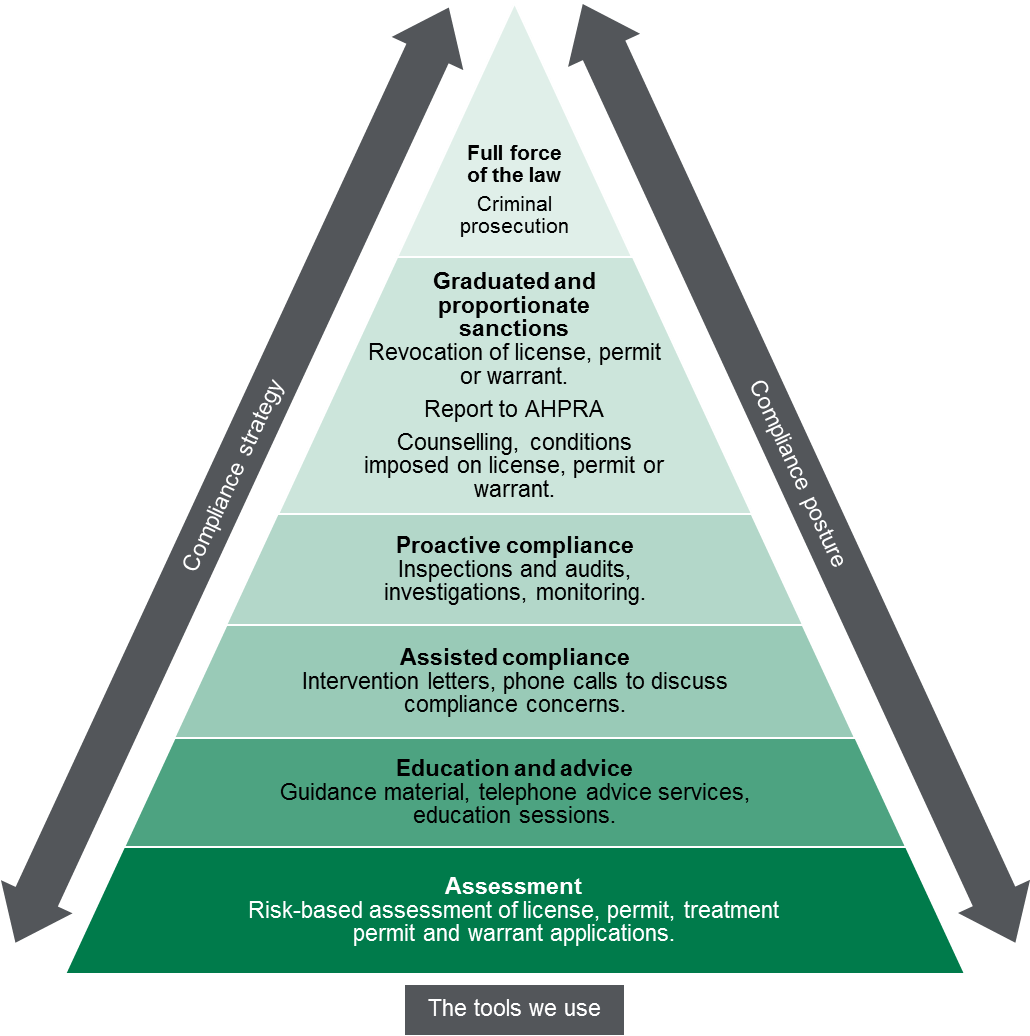 Full force
of the law
Criminal
prosecution
Graduated and
proportionate
sanctions
Revocation of license, permit
or warrant.
Report to AHPRA
Counselling, conditions
imposed on license, permit or
warrant.
Compliance strategy
Compliance posture
Proactive compliance
Inspections and audits,
investigations, monitoring.
Assisted compliance
Intervention letters, phone calls to discuss
compliance concerns.
Education and advice
Guidance material, telephone advice services,
education sessions.
Assessment
Risk-based assessment of license, permit, treatment
permit and warrant applications.
The tools we use